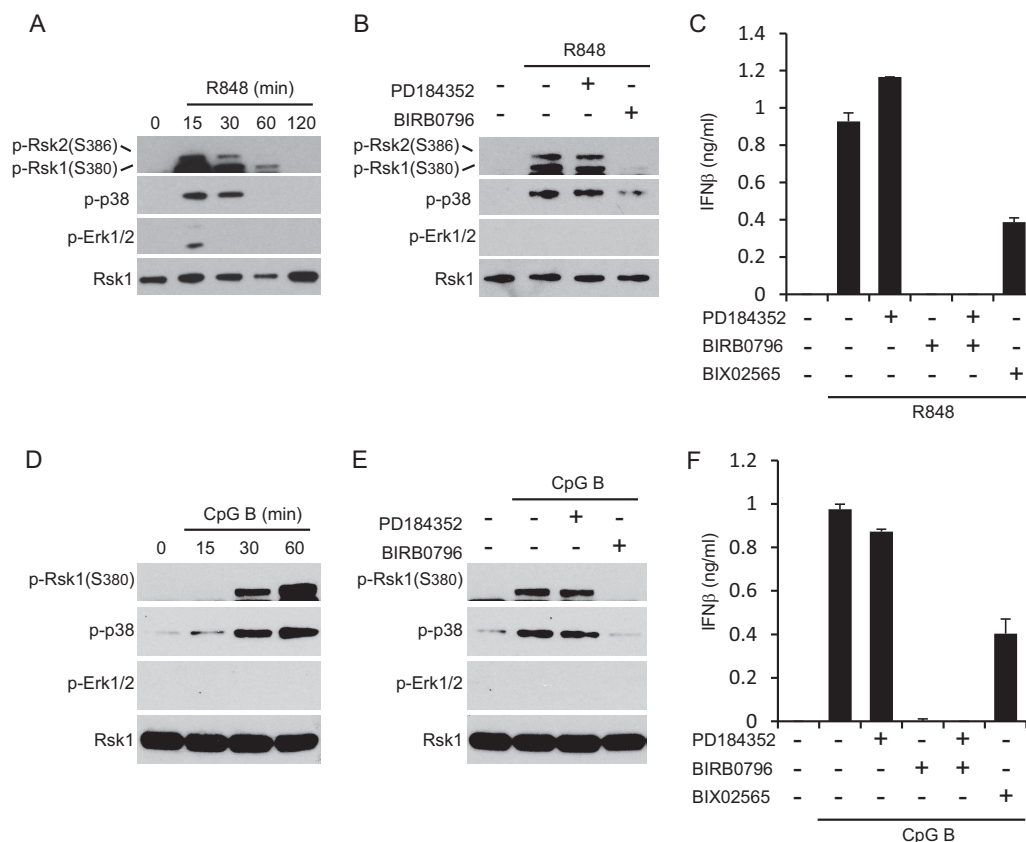 A
R848 (min)
0 15 30 60 120
p-Rsk2(S386)
p-Rsk1(S380)
p-p38
p-Erk1/2
Rsk1
B
R848
PD184352 - - + -
BIRB0796 - - - +
p-Rsk2(S386)
p-Rsk1(S380)
p-p38
p-Erk1/2
Rsk1
C
IFNβ (ng/ml)
1.4
1.2
1
0.8
0.6
0.4
0.2
0
PD184352 - - + - + -
BIRB0796 - - - + + -
BIX02565 - - - - - +
R848
D
CpG B (min)
0 15 30 60
p-Rsk1(S380)
p-p38
p-Erk1/2
Rsk1
E
CpG B
PD184352 - - + -
BIRB0796 - - - +
p-Rsk1(S380)
p-p38
p-Erk1/2
Rsk1
F
IFNβ (ng/ml)
1.2
1
0.8
0.6
0.4
0.2
0
PD184352 - - + - + -
BIRB0796 - - - + + -
BIX02565 - - - - - +
CpG B